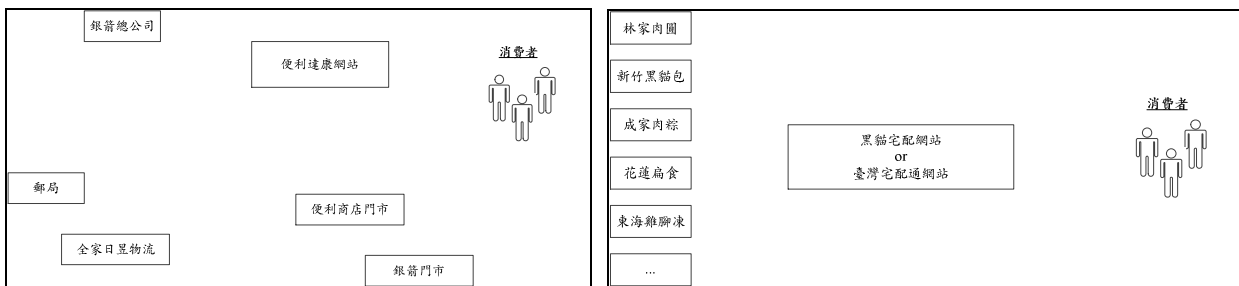 銀箭總公司
便利達康網站
消費者
郵局
便利商店門市
全家日昱物流
銀箭門市
林家肉圓
新竹黑貓包
成家肉粽
花蓮扁食
東海雞腳凍
...
黑貓宅配網站
or
臺灣宅配通網站
消費者